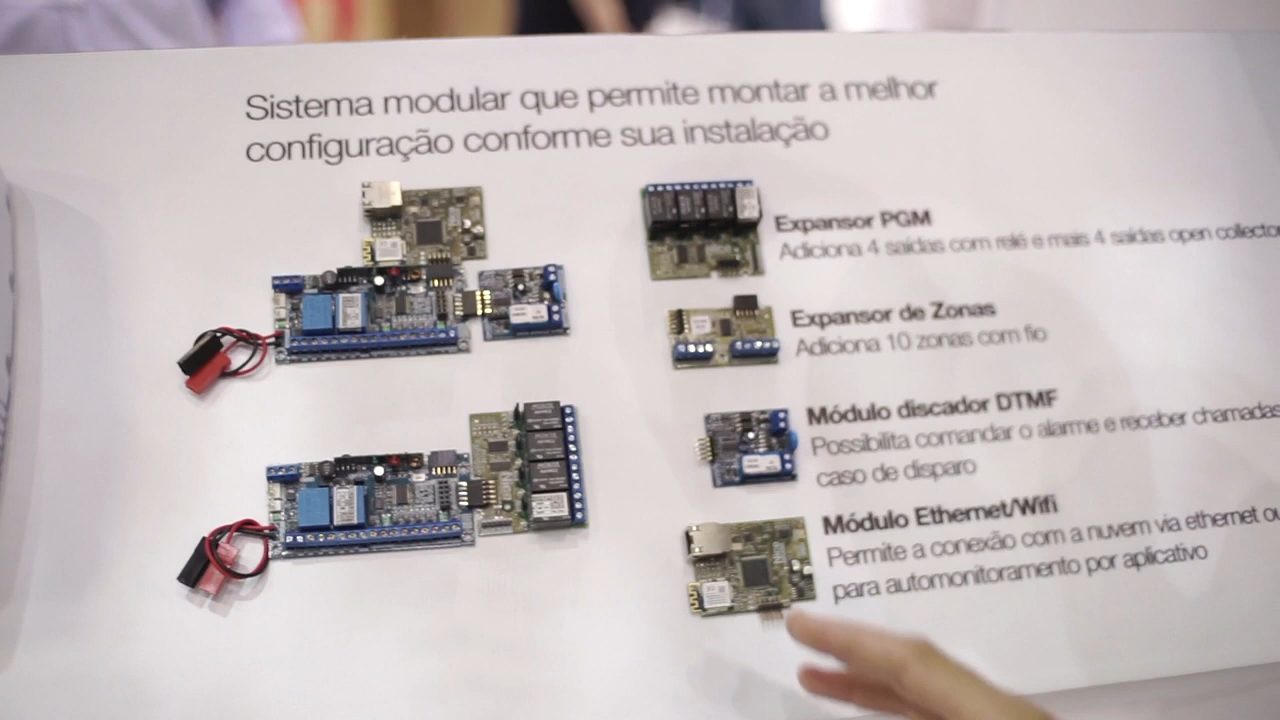 Sistema modular que permite montar a melhor
configuração conforme sua instalação
Expansor PGM
Adiciona 4 saídas com relé e mais 4 saídas open collector
Expansor de Zonas
Adiciona 10 zonas com fio
Módulo discador DTMF
Possibilita comandar o alarme e receber chamadas
caso de disparo
Módulo Ethernet/Wifi
Permite a conexão com a nuvem via ethernet ou
para automonitoramento por aplicativo